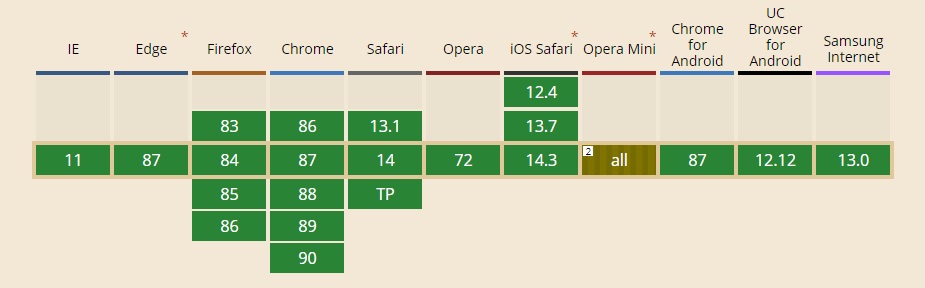 IE Edge * Firefox Chrome Safari Opera iOS Safari * Opera Mini * Chrome for Android UC Browser for Android Samsung Internet
12.4
83 86 13.1 13.7
11 87 84 87 14 72 14.3 2 all 87 12.12 13.0
85 88 TP
86 89
90